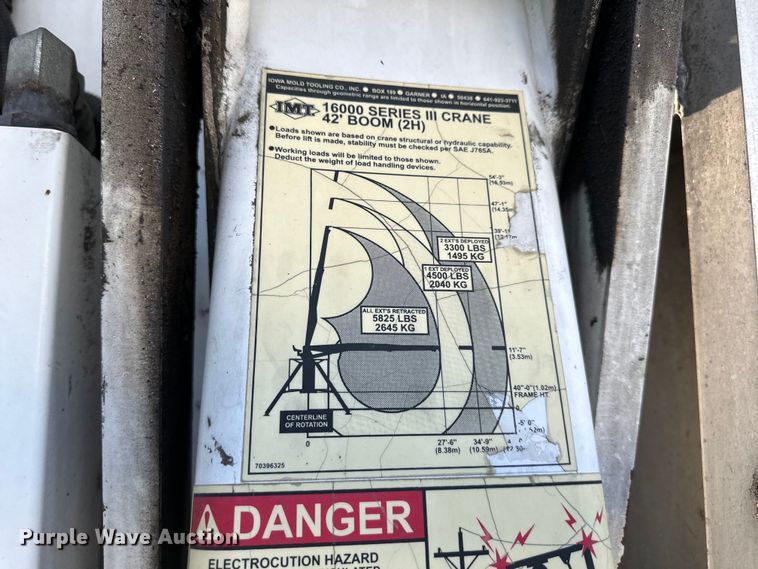 IOWA MOLD TOOLING CO., INC. ● BOX 189 ● GARNER ● IA ● 50438 ● 641-923-3711
Capacities through geometric range are limited to those shown in horizontal position.
IMT 16000 SERIES III CRANE
42' BOOM (2H)
●Loads shown are based on crane structural or hydraulic capability.
Before lift is made, stability must be checked per SAE J765A.
●Working loads will be limited to those shown.
Deduct the weight of load handling devices.
54'-3"
(16.53m)
47'-1"
(14.35m
39'-1"
2 EXT'S DEPLOYED
3300 LBS
1495 KG
1 EXT DEPLOYED
4500 LBS
2040 KG
ALL EXT'S RETRACTED
5825 LBS
2645 KG
11'-7"
(3.53m)
40"-0"(1.02m)
FRAME HT.
CENTERLINE
OF ROTATION
-5' 0"
0
27'-6"
(8.38m)
34'-9"
(10.59m)
70396325
Purple Wave Auction
DANGER
ELECTROCUTION HAZARD